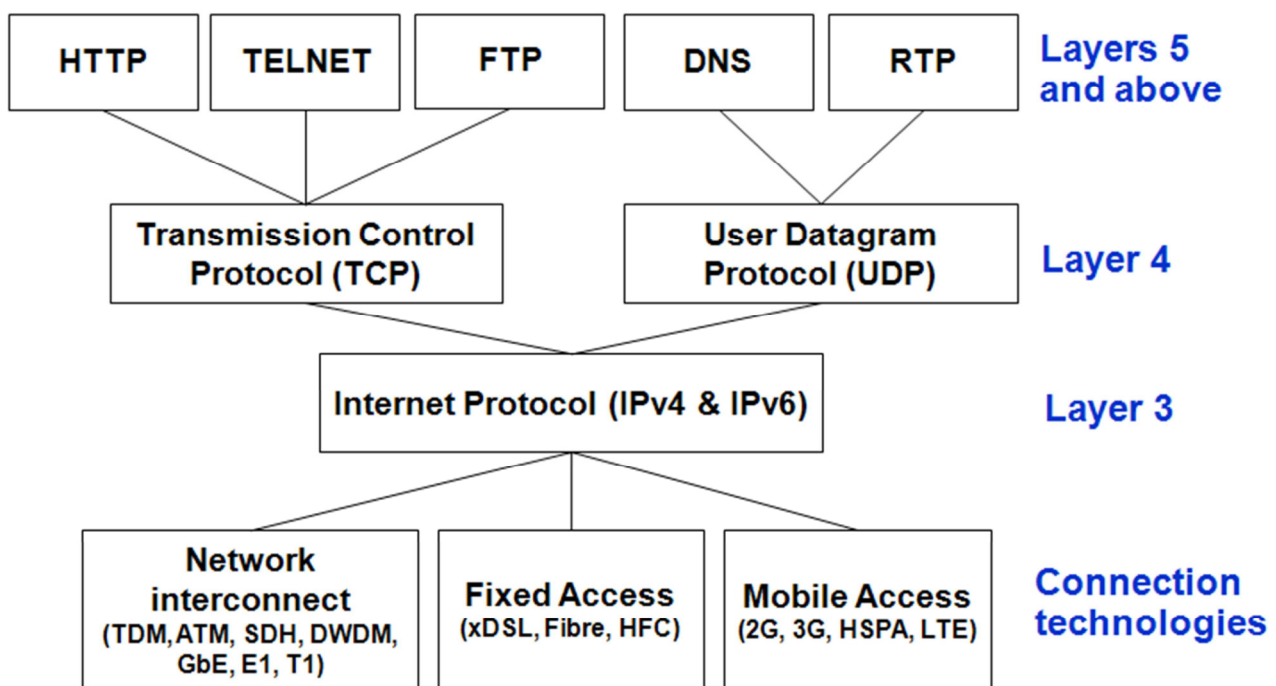 HTTP
TELNET
FTP
DNS
RTP
Layers 5
and above
Transmission Control
Protocol (TCP)
User Datagram
Protocol (UDP)
Layer 4
Internet Protocol (IPv4 & IPv6)
Layer 3
Network
interconnect
(TDM, ATM, SDH, DWDM,
GbE, E1, T1)
Fixed Access
(xDSL, Fibre, HFC)
Mobile Access
(2G, 3G, HSPA, LTE)
Connection
technologies